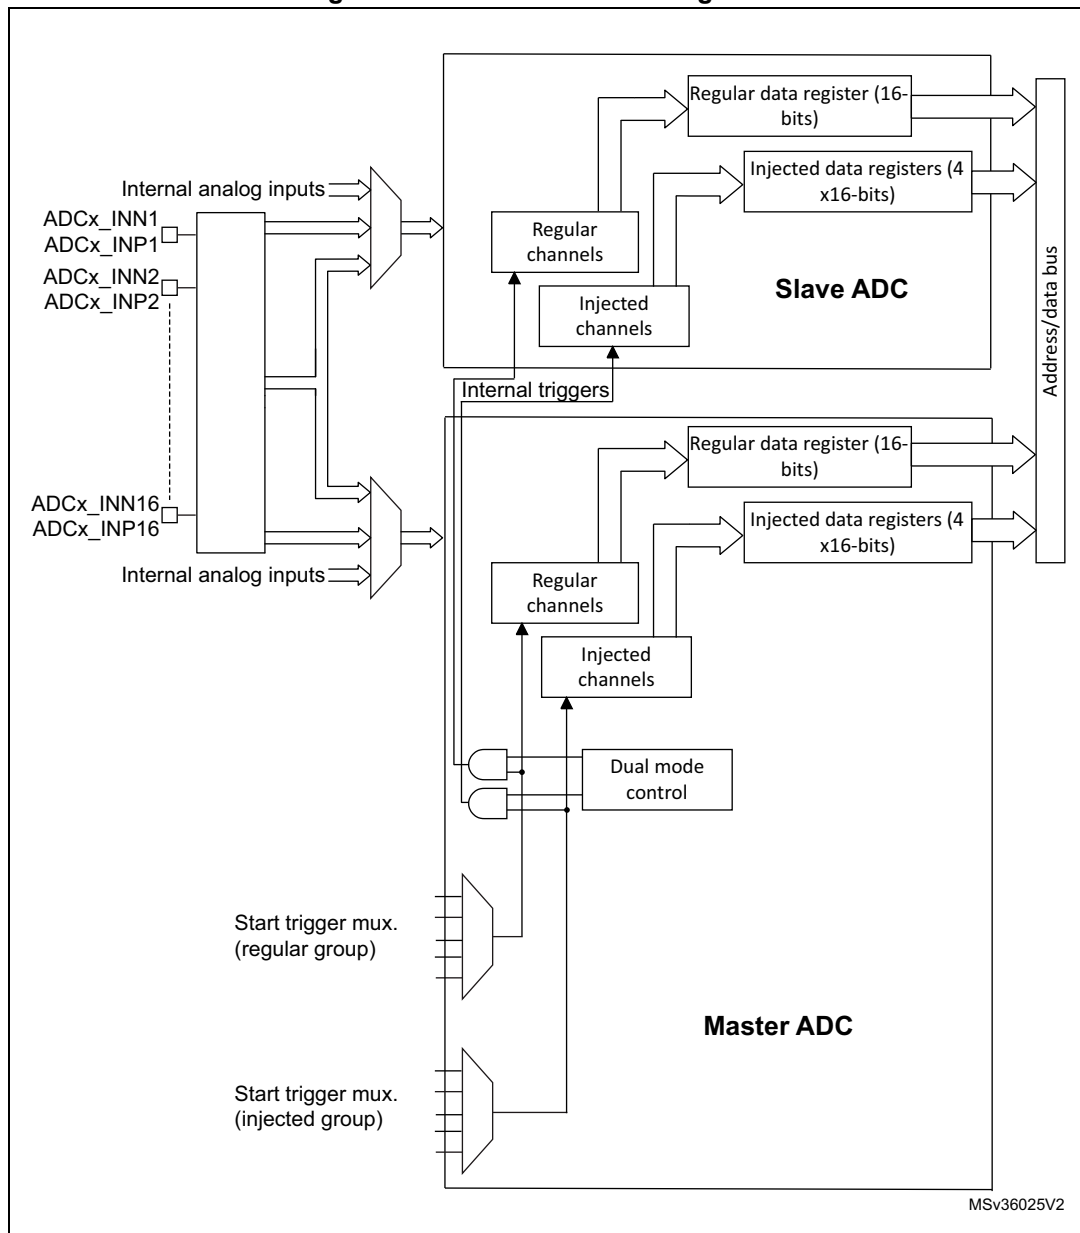 Regular data register (16-
bits)
Injected data registers (4
x16-bits)
Internal analog inputs
ADCx_INN1
ADCx_INP1
ADCx_INN2
ADCx_INP2
Regular
channels
Slave ADC
Injected
channels
Address/data bus
Internal triggers
Regular data register (16-
bits)
ADCx_INN16
ADCx_INP16
Injected data registers (4
x16-bits)
Internal analog inputs
Regular
channels
Injected
channels
Dual mode
control
Start trigger mux.
(regular group)
Master ADC
Start trigger mux.
(injected group)
MSv36025V2